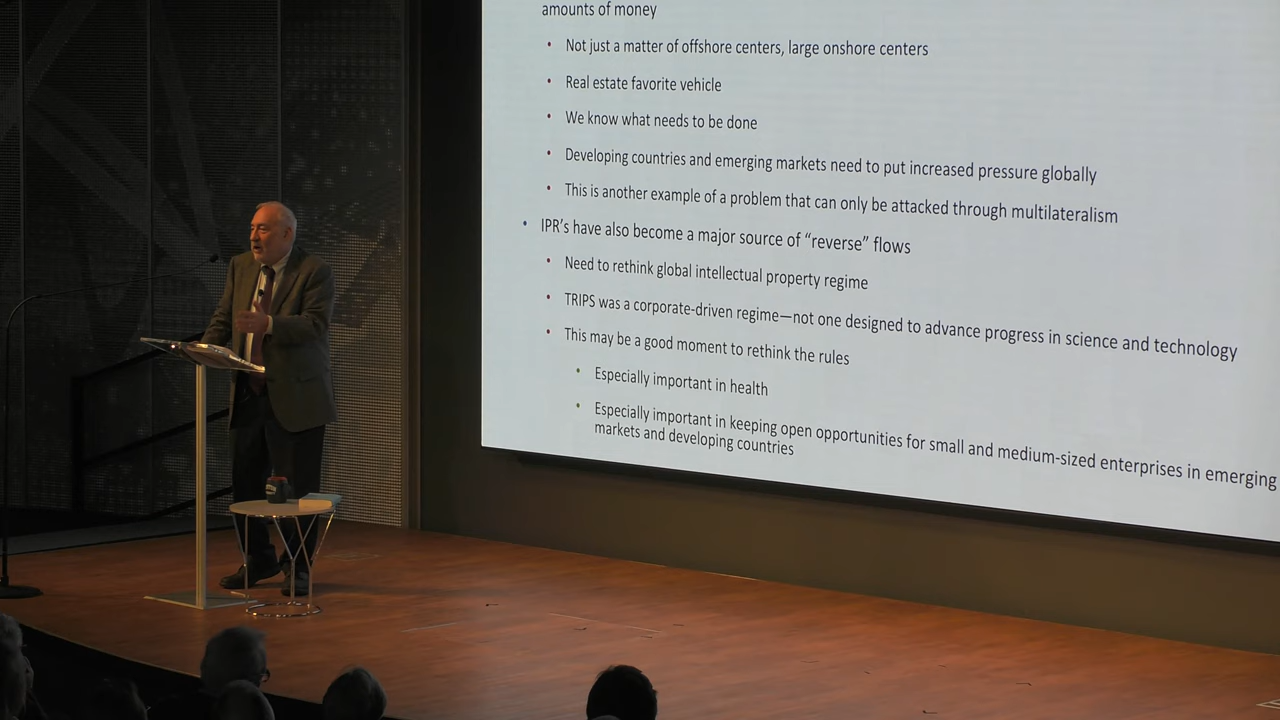 amounts of money
• Not just a matter of offshore centers, large onshore centers
• Real estate favorite vehicle
• We know what needs to be done
• Developing countries and emerging markets need to put increased pressure globally
• This is another example of a problem that can only be attacked through multilateralism
• IPR’s have also become a major source of “reverse” flows
• Need to rethink global intellectual property regime
• TRIPS was a corporate-driven regime—not one designed to advance progress in science and technology
• This may be a good moment to rethink the rules
• Especially important in health
• Especially important in keeping open opportunities for small and medium-sized enterprises in emerging
markets and developing countries